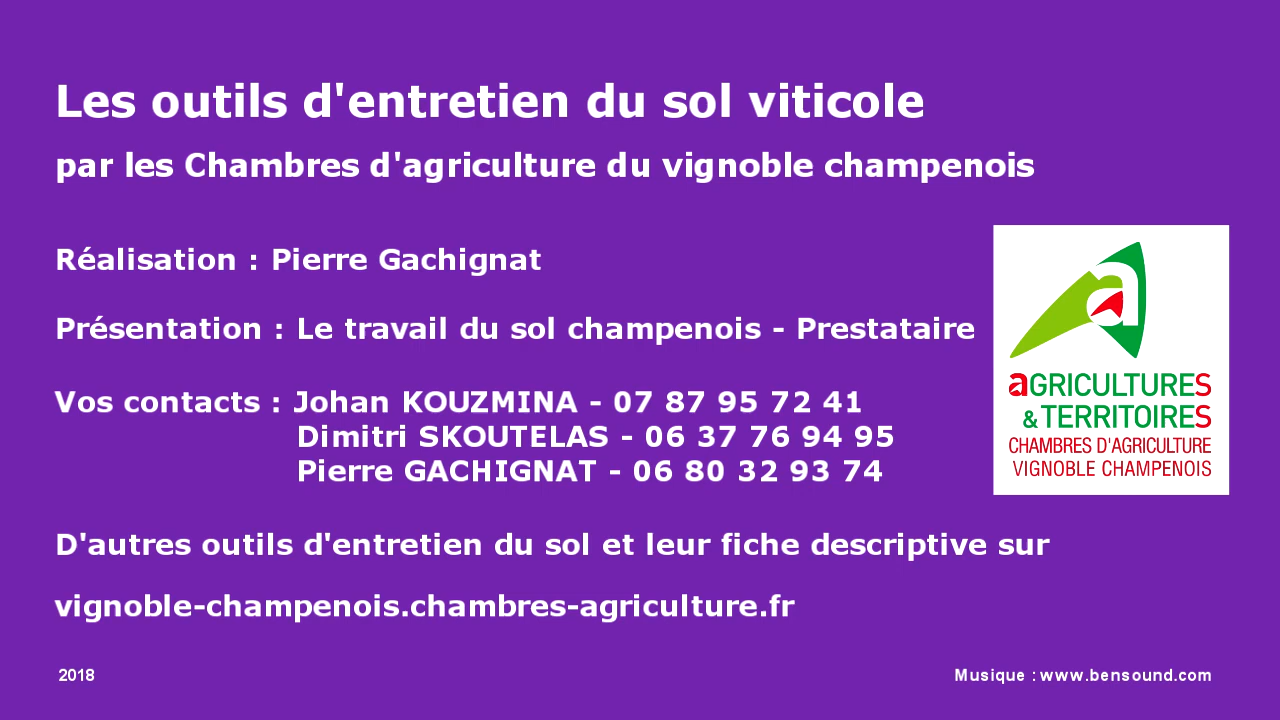 Les outils d'entretien du sol viticole
par les Chambres d'agriculture du vignoble champenois
Réalisation : Pierre Gachignat
Présentation : Le travail du sol champenois - Prestataire
Vos contacts : Johan KOUZMINA - 07 87 95 72 41
Dimitri SKOUTELAS - 06 37 76 94 95
Pierre GACHIGNAT - 06 80 32 93 74
a
aGRICULTURES
& TERRITOIRES
CHAMBRES D'AGRICULTURE
VIGNOBLE CHAMPENOIS
D'autres outils d'entretien du sol et leur fiche descriptive sur
vignoble-champenois.chambres-agriculture.fr
2018
Musique : www.bensound.com